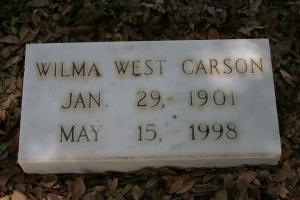 WILMA WEST CARSON
JAN. 29, 1901
MAY 15, 1998